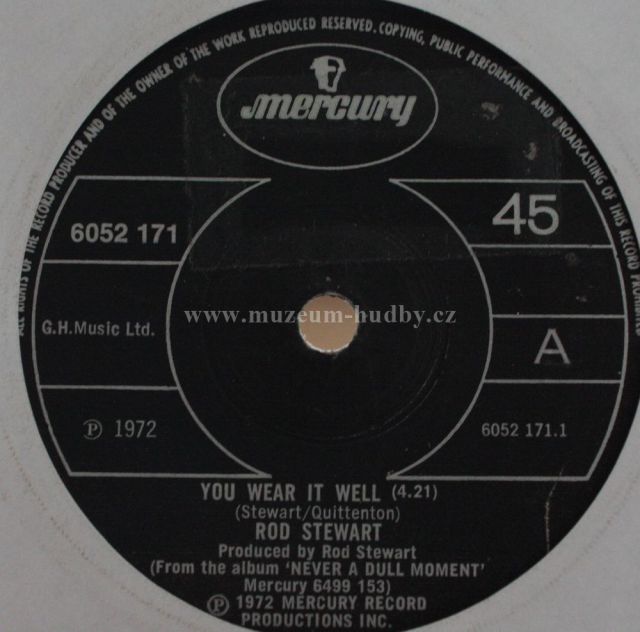 ALL RIGHTS OF THE RECORD PRODUCER AND OF THE OWNER OF THE WORK REPRODUCED RESERVED. COPYING, PUBLIC PERFORMANCE AND BROADCASTING OF THIS RECORD PROHIBITED
mercury
6052 171
45
G.H.Music Ltd.
www.muzeum-hudby.cz
A
Ⓟ 1972
6052 171.1
YOU WEAR IT WELL (4.21)
(Stewart/Quittenton)
ROD STEWART
Produced by Rod Stewart
(From the album 'NEVER A DULL MOMENT'
Mercury 6499 153)
Ⓟ 1972 MERCURY RECORD
PRODUCTIONS INC.